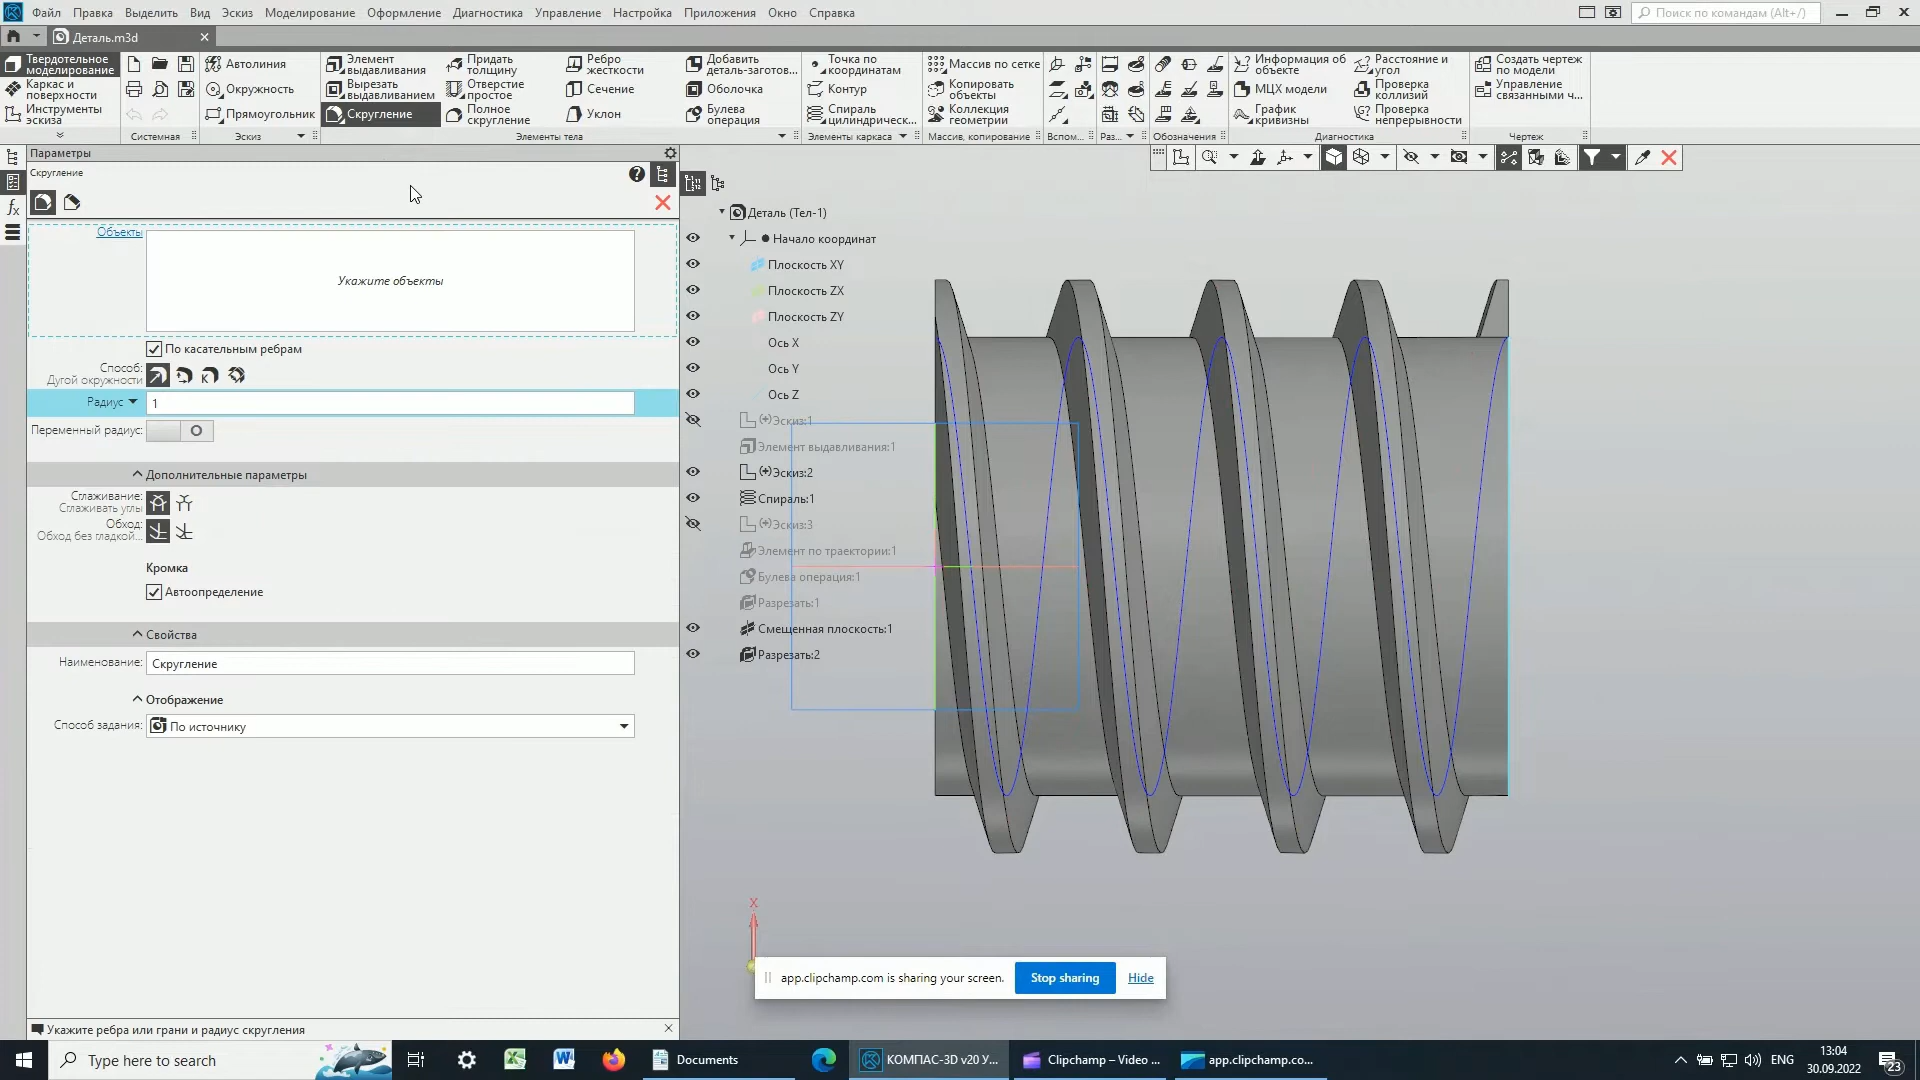 Файл Правка Выделить Вид Эскиз Моделирование Оформление Диагностика Управление Настройка Приложения Окно Справка
Поиск по командам (Alt+/)
Деталь.m3d
Твердотельное моделирование
Каркас и поверхности
Инструменты эскиза
Системная
Автолиния
Окружность
Прямоугольник
Эскиз
Элемент выдавливания
Вырезать выдавливанием
Скругление
Придать толщину
Отверстие простое
Полное скругление
Ребро жесткости
Сечение
Уклон
Добавить деталь-заготов...
Оболочка
Булева операция
Элементы тела
Точка по координатам
Контур
Спираль цилиндрическ...
Элементы каркаса
Массив по сетке
Копировать объекты
Коллекция геометрии
Массив, копирование
Вспом...
Раз...
Обозначения
Информация об объекте
МЦХ модели
График кривизны
Расстояние и угол
Проверка коллизий
Проверка непрерывности
Диагностика
Создать чертеж по модели
Управление связанными ч...
Чертеж
Параметры
Скругление
Объекты
Укажите объекты
По касательным ребрам
Способ:
Дугой окружности
Радиус
1
Переменный радиус:
Дополнительные параметры
Сглаживание:
Сглаживать углы
Обход:
Обход без гладкой...
Кромка
Автоопределение
Свойства
Наименование:
Скругление
Отображение
Способ задания:
По источнику
Укажите ребра или грани и радиус скругления
Деталь (Тел-1)
Начало координат
Плоскость XY
Плоскость ZX
Плоскость ZY
Ось X
Ось Y
Ось Z
(+)Эскиз:1
Элемент выдавливания:1
(+)Эскиз:2
Спираль:1
(+)Эскиз:3
Элемент по траектории:1
Булева операция:1
Разрезать:1
Смещенная плоскость:1
Разрезать:2
X
app.clipchamp.com is sharing your screen.
Stop sharing
Hide
Type here to search
Documents
КОМПАС-3D v20 У...
Clipchamp – Video ...
app.clipchamp.co...
ENG
13:04
30.09.2022
23